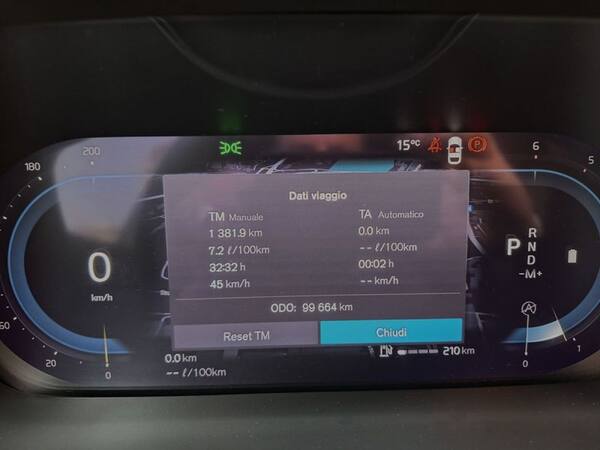 200
180
15°C
P
6
5
Dati viaggio
TM Manuale
TA Automatico
1 381.9 km
0.0 km
7.2 ℓ/100km
-- ℓ/100km
32:32 h
00:02 h
45 km/h
-- km/h
ODO: 99 664 km
Reset TM
Chiudi
0
km/h
P
R
N
D
-M+
A
60
20
0
0.0 km
-- ℓ/100km
210 km
0
1